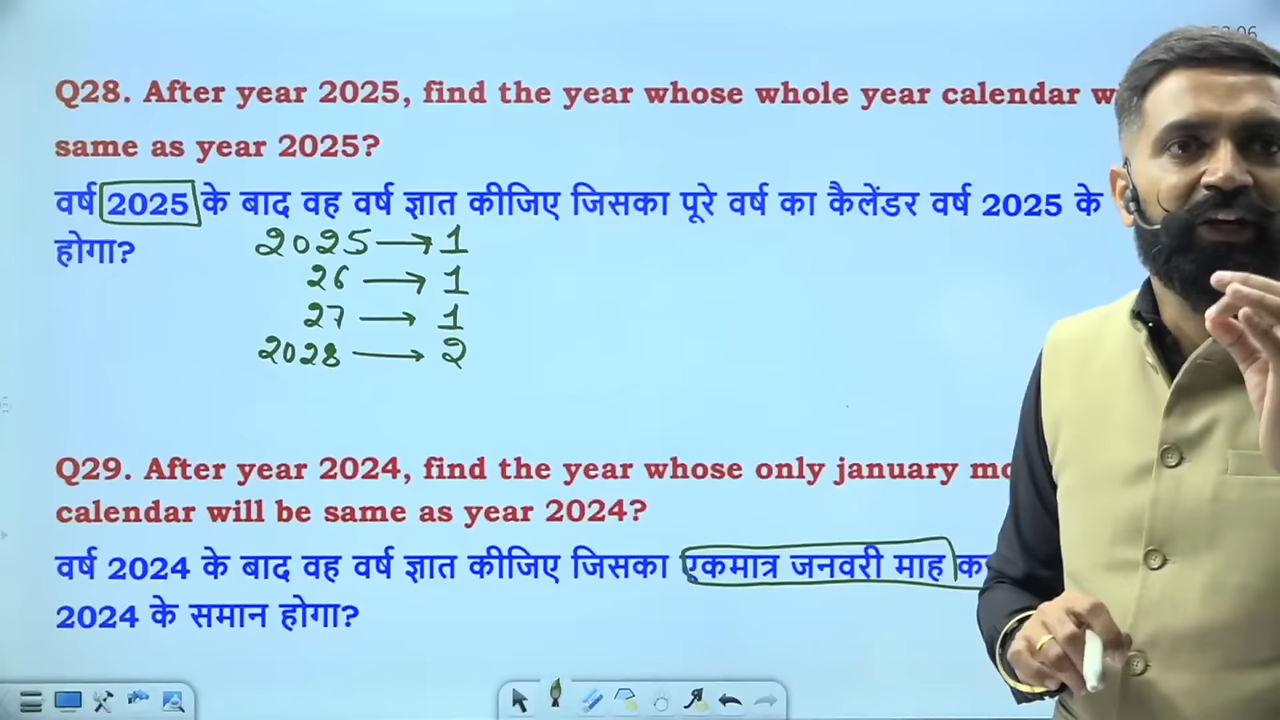 Q28. After year 2025, find the year whose whole year calendar
same as year 2025?
वर्ष 2025 के बाद वह वर्ष ज्ञात कीजिए जिसका पूरे वर्ष का कैलेंडर वर्ष 2025 के
होगा?
2025 → 1
26 → 1
27 → 1
2028 → 2
Q29. After year 2024, find the year whose only january
calendar will be same as year 2024?
वर्ष 2024 के बाद वह वर्ष ज्ञात कीजिए जिसका एकमात्र जनवरी माह
2024 के समान होगा?